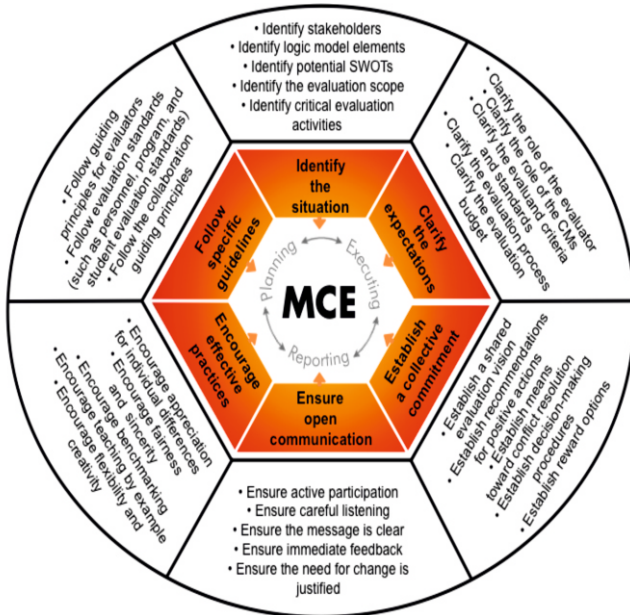 • Identify stakeholders
• Identify logic model elements
• Identify potential SWOTs
• Identify the evaluation scope
• Identify critical evaluation
activities
• Clarify the role of the evaluator
• Clarify the role of the CMs
• Clarify the evaluand criteria
and standards
• Clarify the evaluation process
• Clarify the evaluation
budget
• Establish a shared
evaluation vision
• Establish recommendations
for positive actions
• Establish means
toward conflict resolution
• Establish decision-making
procedures
• Establish reward options
• Ensure active participation
• Ensure careful listening
• Ensure the message is clear
• Ensure immediate feedback
• Ensure the need for change is
justified
• Encourage appreciation
for individual differences
• Encourage fairness
and sincerity
• Encourage benchmarking
• Encourage teaching by example
• Encourage flexibility and
creativity
• Follow guiding
principles for evaluators
• Follow evaluation standards
(such as personnel, program, and
student evaluation standards)
• Follow the collaboration
guiding principles
Identify
the
situation
Clarify
the
expectations
Establish
a collective
commitment
Ensure
open
communication
Encourage
effective
practices
Follow
specific
guidelines
Planning
Executing
Reporting
MCE